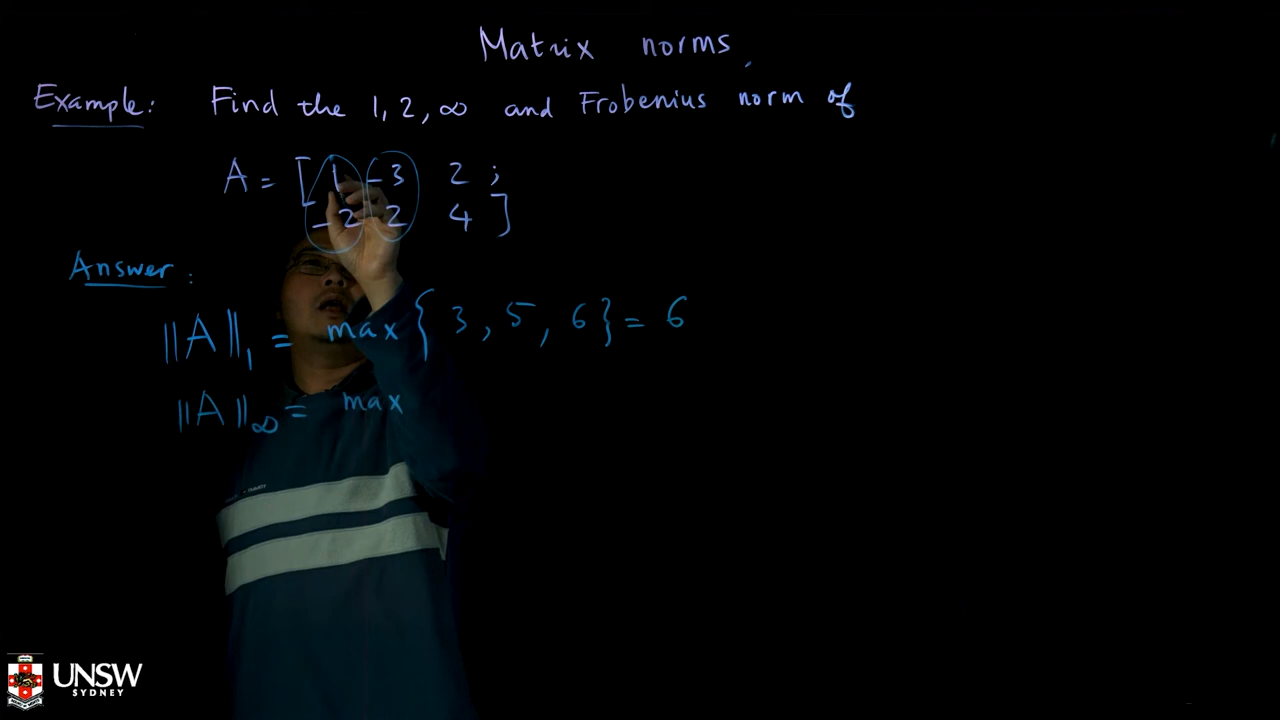 Matrix norms
Example: Find the 1, 2, ∞ and Frobenius norm of
A = [ 1 -3 2 ;
-2 2 4 ]
Answer :
||A||₁ = max { 3 , 5 , 6 } = 6
||A||∞ = max
UNSW
SYDNEY